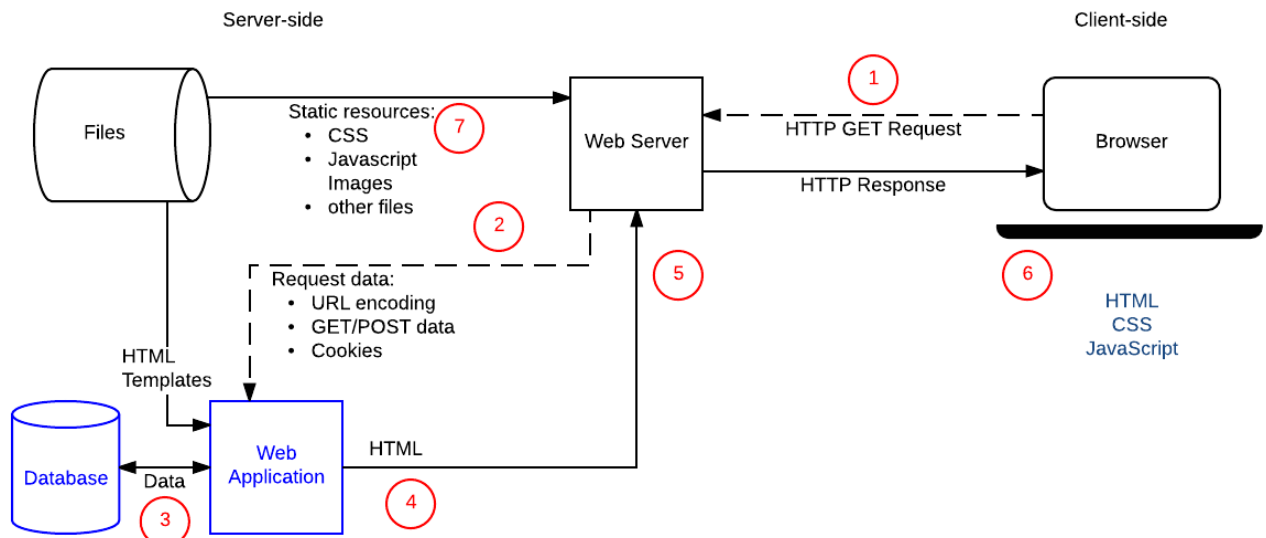 Server-side
Client-side
Files
Static resources:
• CSS
• Javascript
Images
• other files
7
Web Server
1
HTTP GET Request
HTTP Response
Browser
2
5
6
Request data:
• URL encoding
• GET/POST data
• Cookies
HTML
CSS
JavaScript
HTML
Templates
Database
Data
3
Web
Application
HTML
4